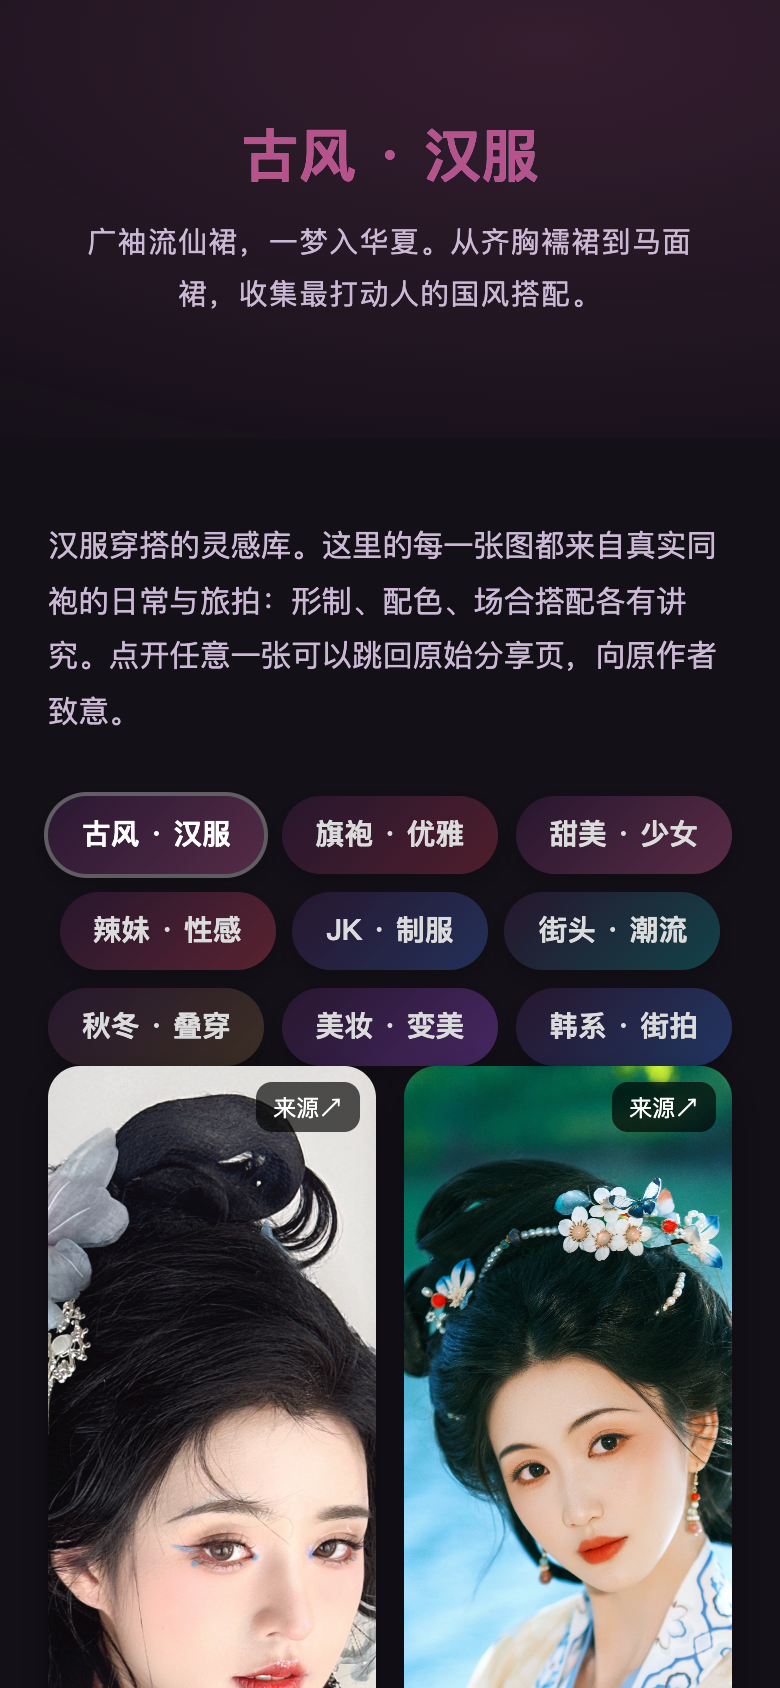 古风 · 汉服
广袖流仙裙，一梦入华夏。从齐胸襦裙到马面
裙，收集最打动人的国风搭配。
汉服穿搭的灵感库。这里的每一张图都来自真实同
袍的日常与旅拍：形制、配色、场合搭配各有讲
究。点开任意一张可以跳回原始分享页，向原作者
致意。
古风 · 汉服
旗袍 · 优雅
甜美 · 少女
辣妹 · 性感
JK · 制服
街头 · 潮流
秋冬 · 叠穿
美妆 · 变美
韩系 · 街拍
来源↗
来源↗